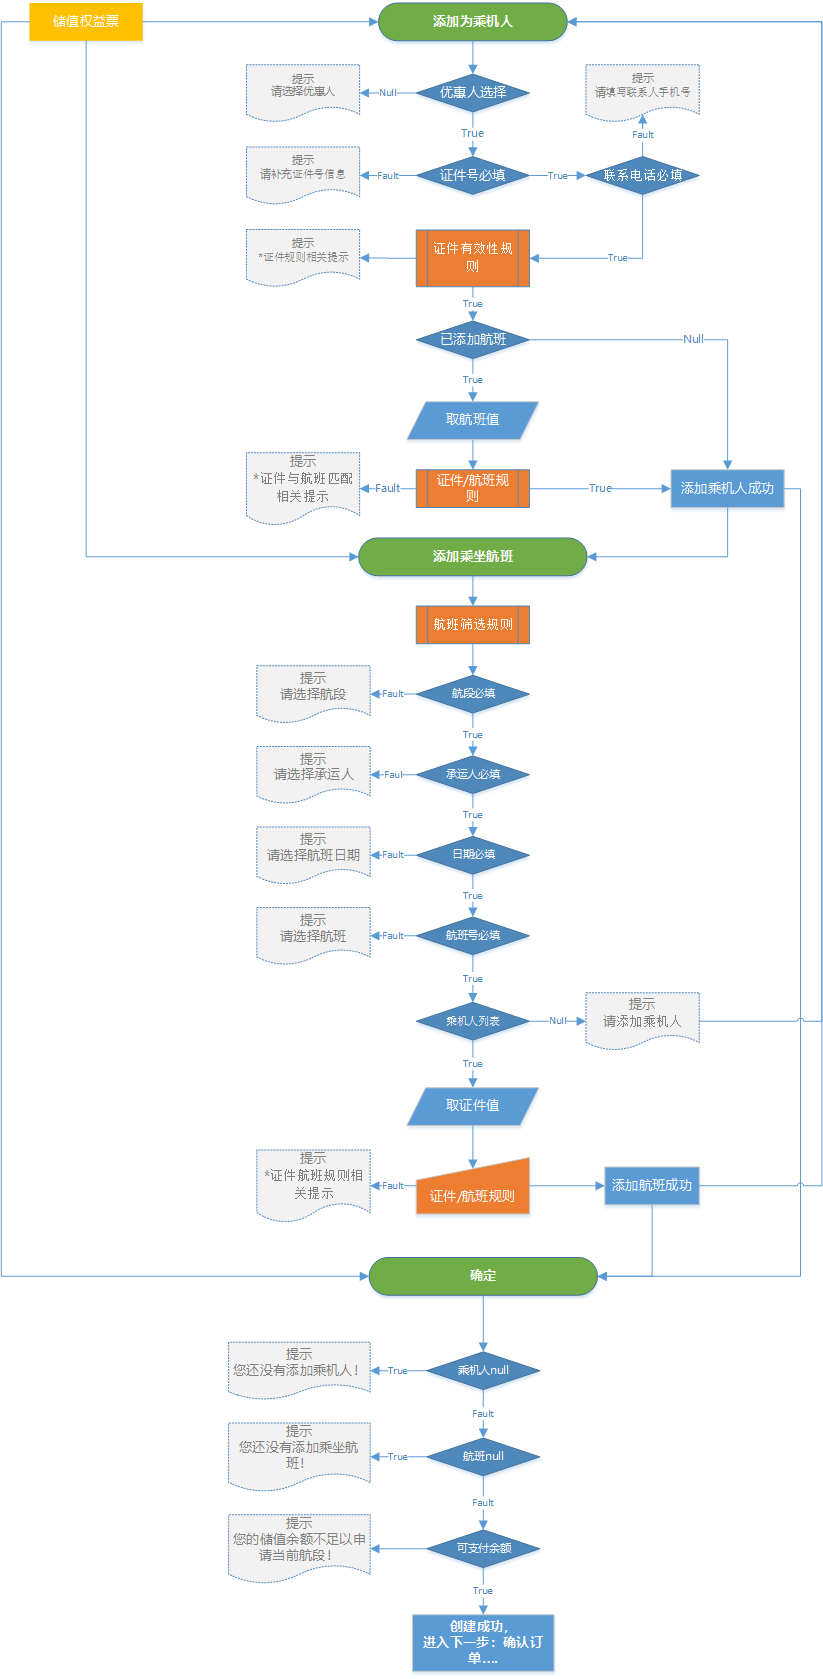 储值权益票
添加为乘机人
提示
请选择优惠人
Null
优惠人选择
提示
请填写联系人手机号
True
Fault
提示
请补充证件号信息
Fault
证件号必填
True
联系电话必填
提示
*证件规则相关提示
证件有效性规
则
True
True
已添加航班
Null
True
取航班值
提示
*证件与航班匹配
相关提示
Fault
证件/航班规
则
True
添加乘机人成功
添加乘坐航班
航班筛选规则
提示
请选择航段
Fault
航段必填
True
提示
请选择承运人
Faul
承运人必填
True
提示
请选择航班日期
Fault
日期必填
True
提示
请选择航班
Fault
航班号必填
True
乘机人列表
Null
提示
请添加乘机人
True
取证件值
提示
*证件航班规则相
关提示
Fault
证件/航班规则
添加航班成功
确定
提示
您还没有添加乘机人！
True
乘机人null
Fault
提示
您还没有添加乘坐航
班！
True
航班null
Fault
提示
您的储值余额不足以申
请当前航段！
可支付余额
True
创建成功，
进入下一步：确认订
单....